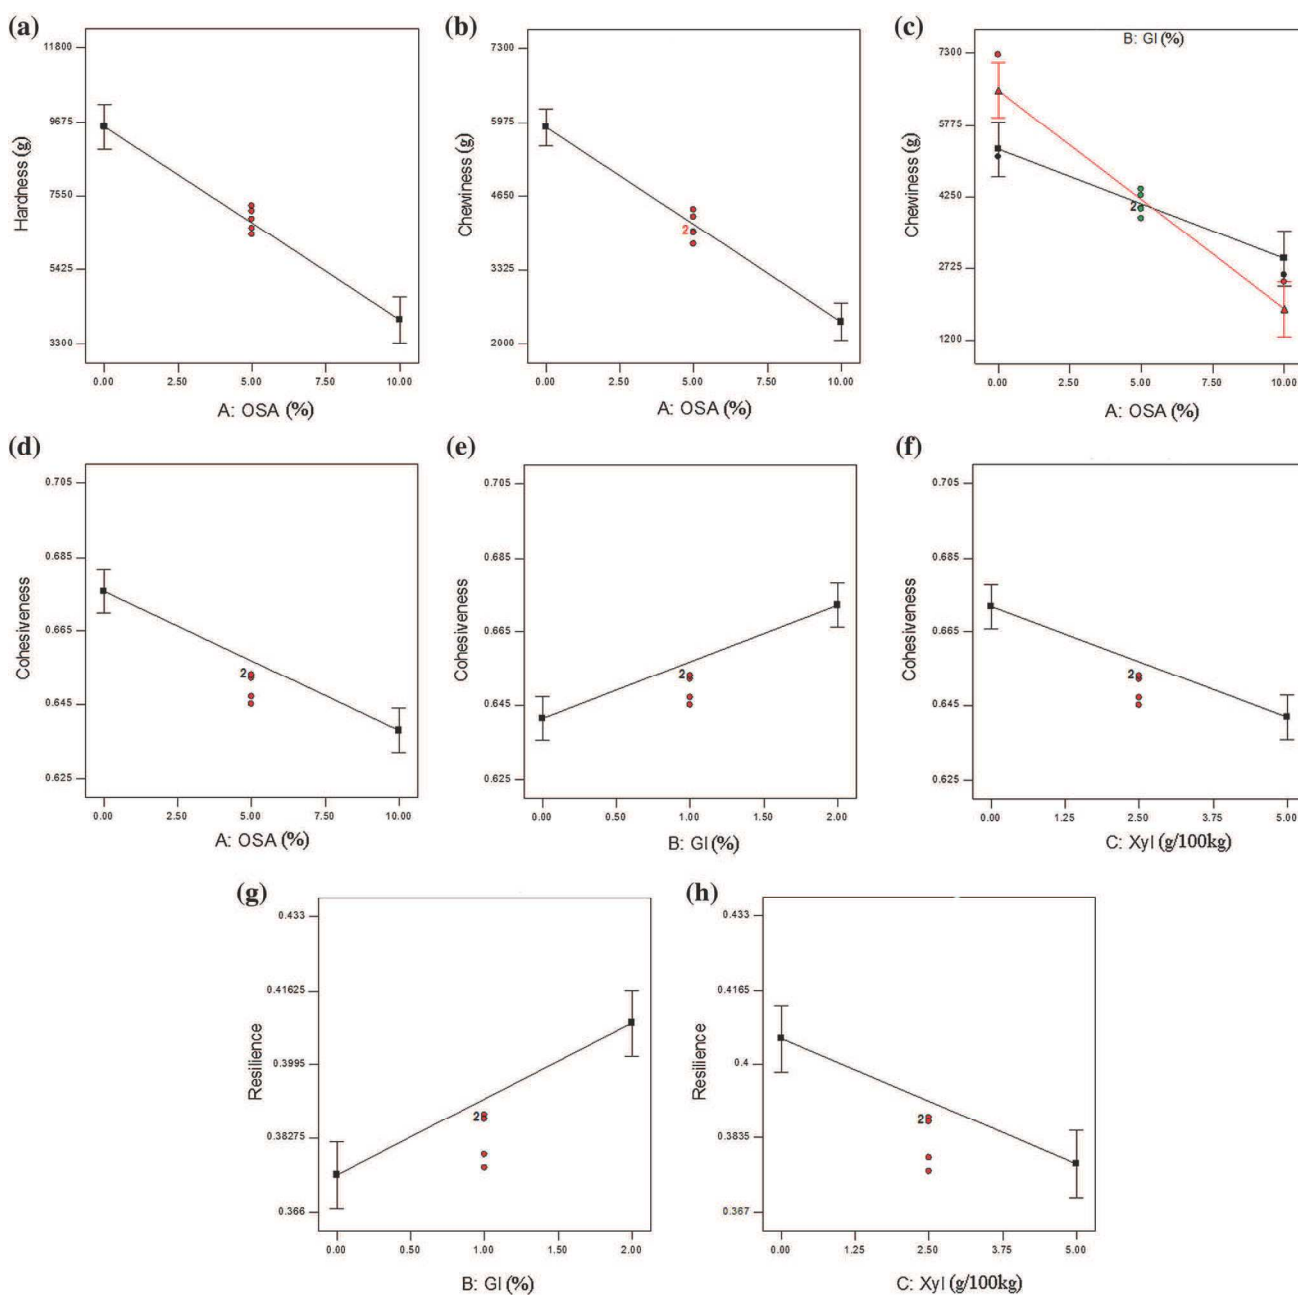 (a)
Hardness (g)
11800
9675
7550
5425
3300
0.00 2.50 5.00 7.50 10.00
A: OSA (%)
(b)
Chewiness (g)
7300
5975
4650
3325
2000
2
0.00 2.50 5.00 7.50 10.00
A: OSA (%)
(c)
B: Gl (%)
Chewiness (g)
7300
5775
4250
2725
1200
2
0.00 2.50 5.00 7.50 10.00
A: OSA (%)
(d)
Cohesiveness
0.705
0.685
0.665
0.645
0.625
2
0.00 2.50 5.00 7.50 10.00
A: OSA (%)
(e)
Cohesiveness
0.705
0.685
0.665
0.645
0.625
2
0.00 0.50 1.00 1.50 2.00
B: Gl (%)
(f)
Cohesiveness
0.705
0.685
0.665
0.645
0.625
2
0.00 1.25 2.50 3.75 5.00
C: Xyl (g/100kg)
(g)
Resilience
0.433
0.41625
0.3995
0.38275
0.366
2
0.00 0.50 1.00 1.50 2.00
B: Gl (%)
(h)
Resilience
0.433
0.4165
0.4
0.3835
0.367
2
0.00 1.25 2.50 3.75 5.00
C: Xyl (g/100kg)